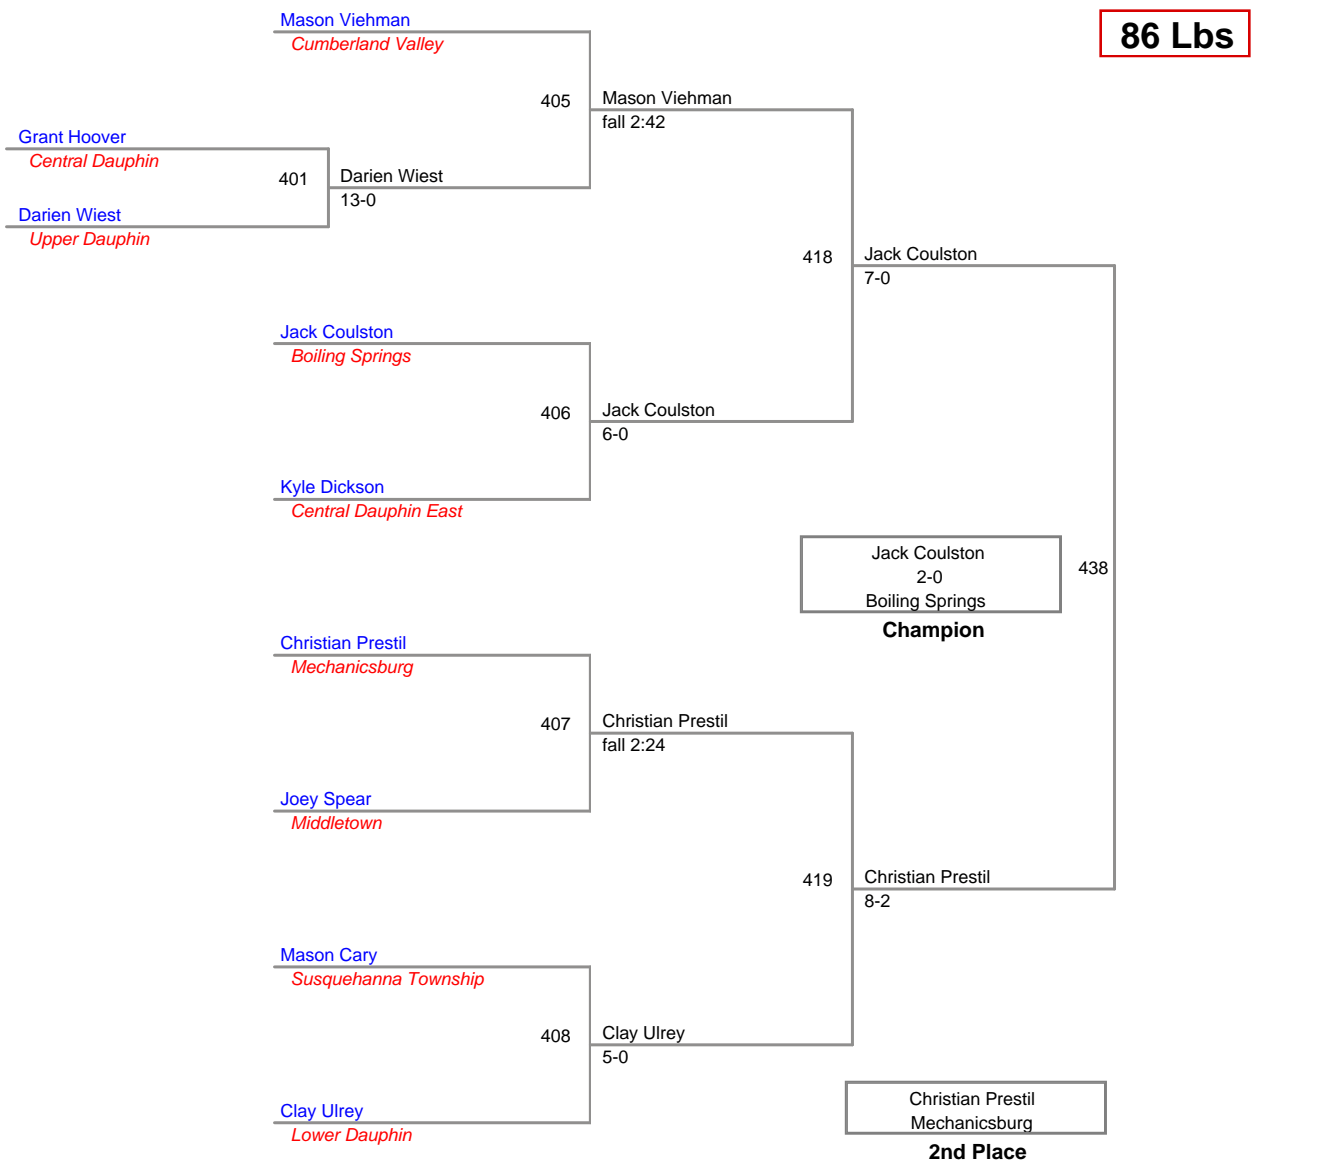 Mason Viehman
86 Lbs
Cumberland Valley
405
Mason Viehman
fall 2:42
Grant Hoover
Central Dauphin
401
Darien Wiest
13-0
Darien Wiest
Upper Dauphin
418
Jack Coulston
7-0
Jack Coulston
Boiling Springs
406
Jack Coulston
6-0
Kyle Dickson
Central Dauphin East
Jack Coulston
2-0
Boiling Springs
438
Champion
Christian Prestil
Mechanicsburg
407
Christian Prestil
fall 2:24
Joey Spear
Middletown
419
Christian Prestil
8-2
Mason Cary
Susquehanna Township
408
Clay Ulrey
5-0
Clay Ulrey
Lower Dauphin
Christian Prestil
Mechanicsburg
2nd Place